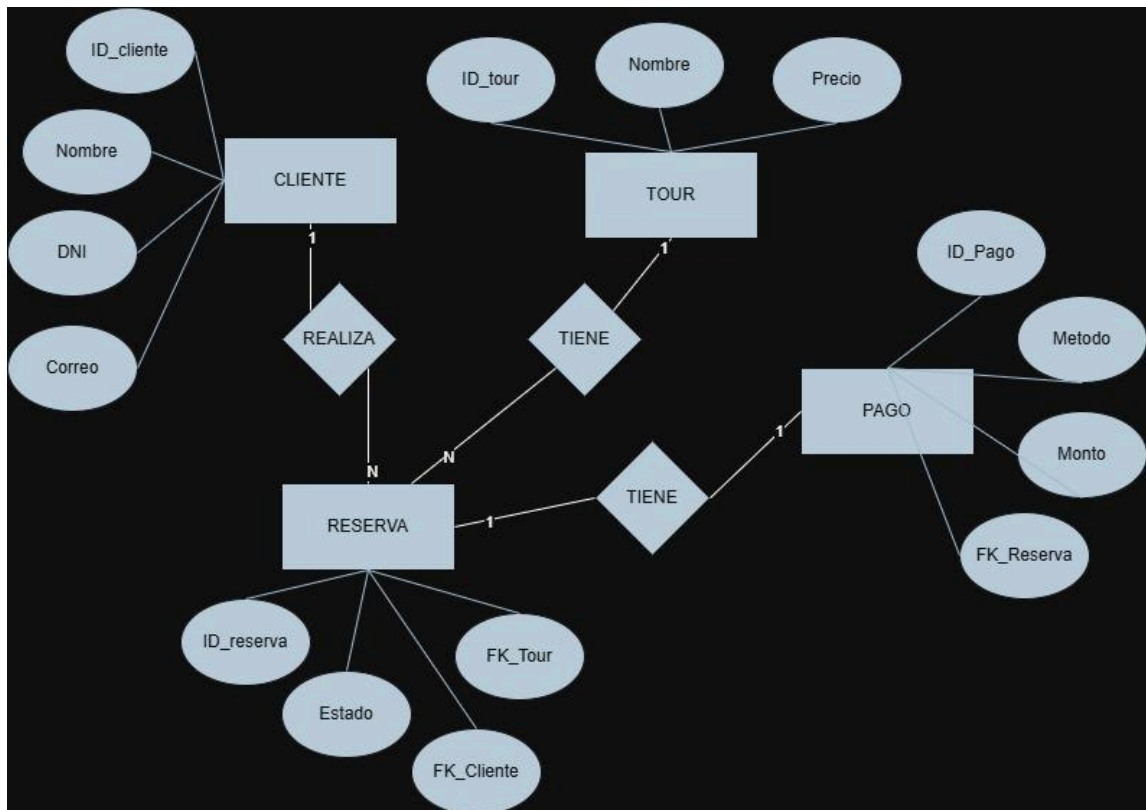 ID_cliente
Nombre
DNI
Correo
CLIENTE
1
REALIZA
N
ID_tour
Nombre
Precio
TOUR
1
TIENE
N
RESERVA
1
TIENE
1
PAGO
ID_Pago
Metodo
Monto
FK_Reserva
ID_reserva
Estado
FK_Cliente
FK_Tour